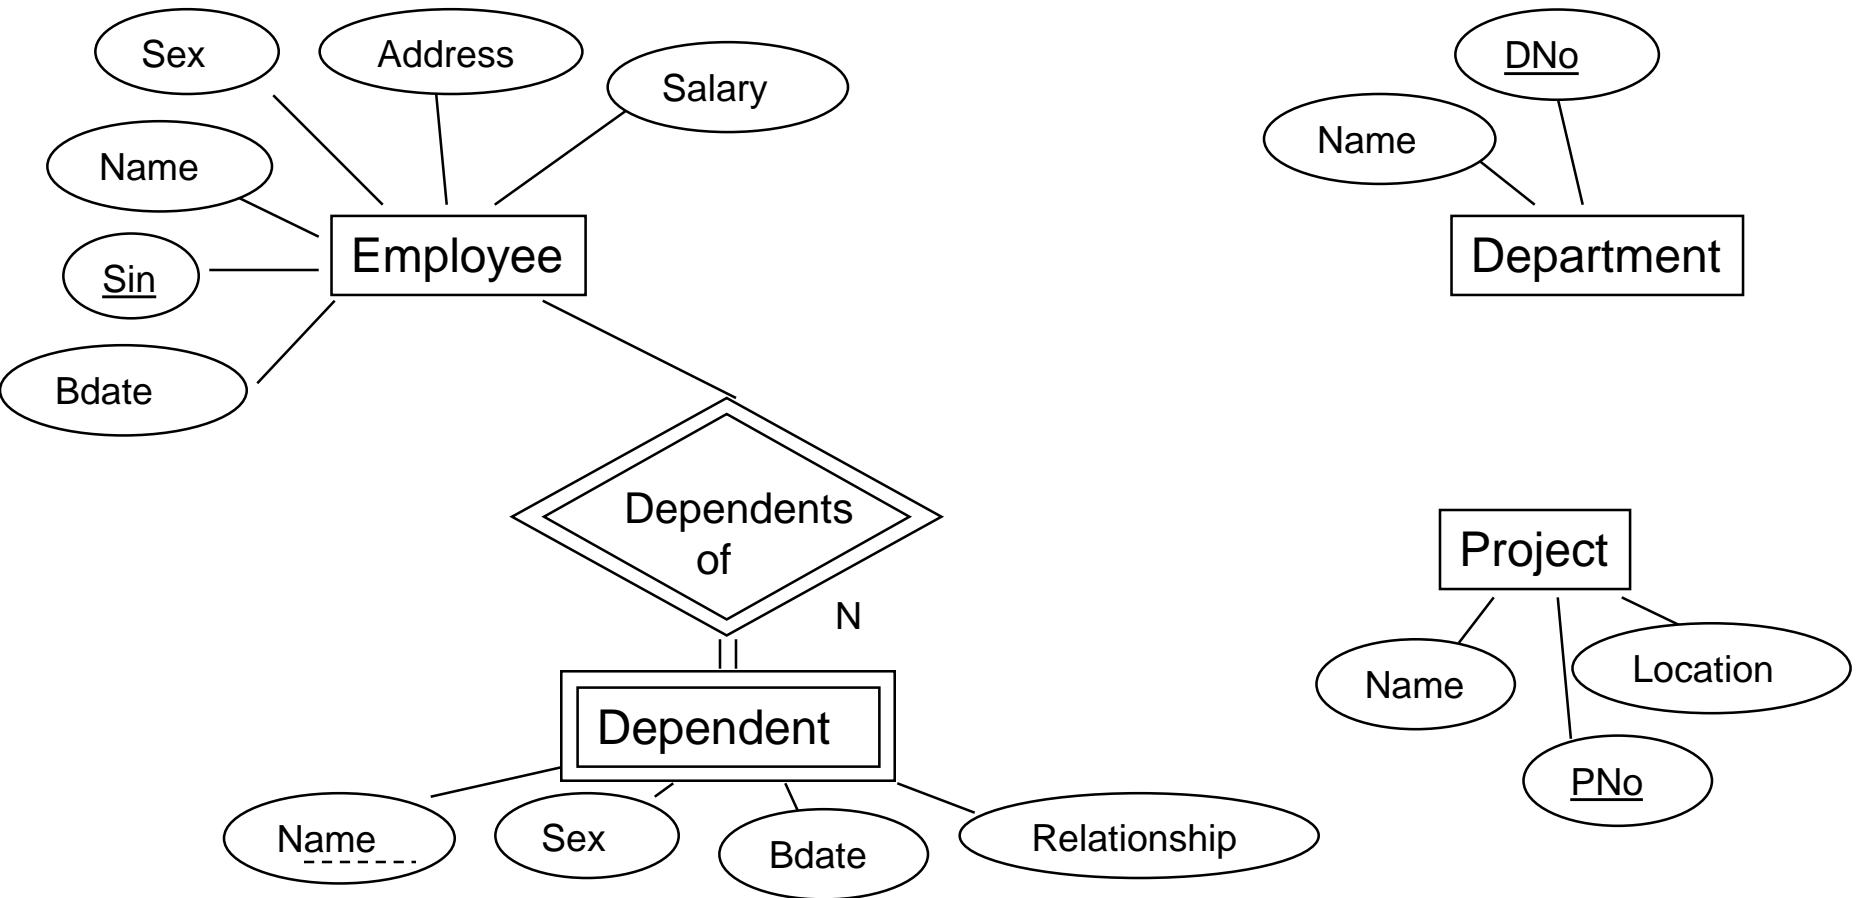 Sex
Address
Salary
DNo
Name
Name
Employee
Department
Sin
Bdate
Dependents
of
N
Project
Name
Location
Dependent
PNo
Name
Sex
Bdate
Relationship